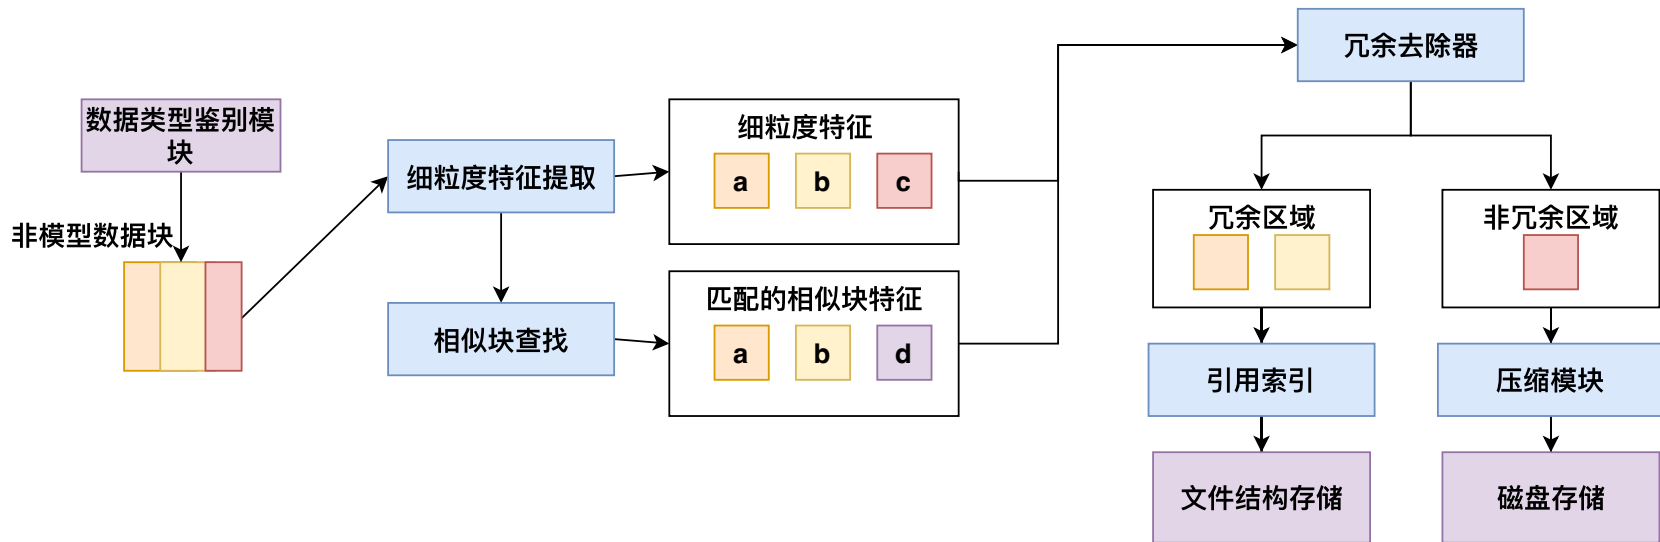 数据类型鉴别模
块
非模型数据块
细粒度特征提取
相似块查找
细粒度特征
a b c
匹配的相似块特征
a b d
冗余去除器
冗余区域
非冗余区域
引用索引
压缩模块
文件结构存储
磁盘存储